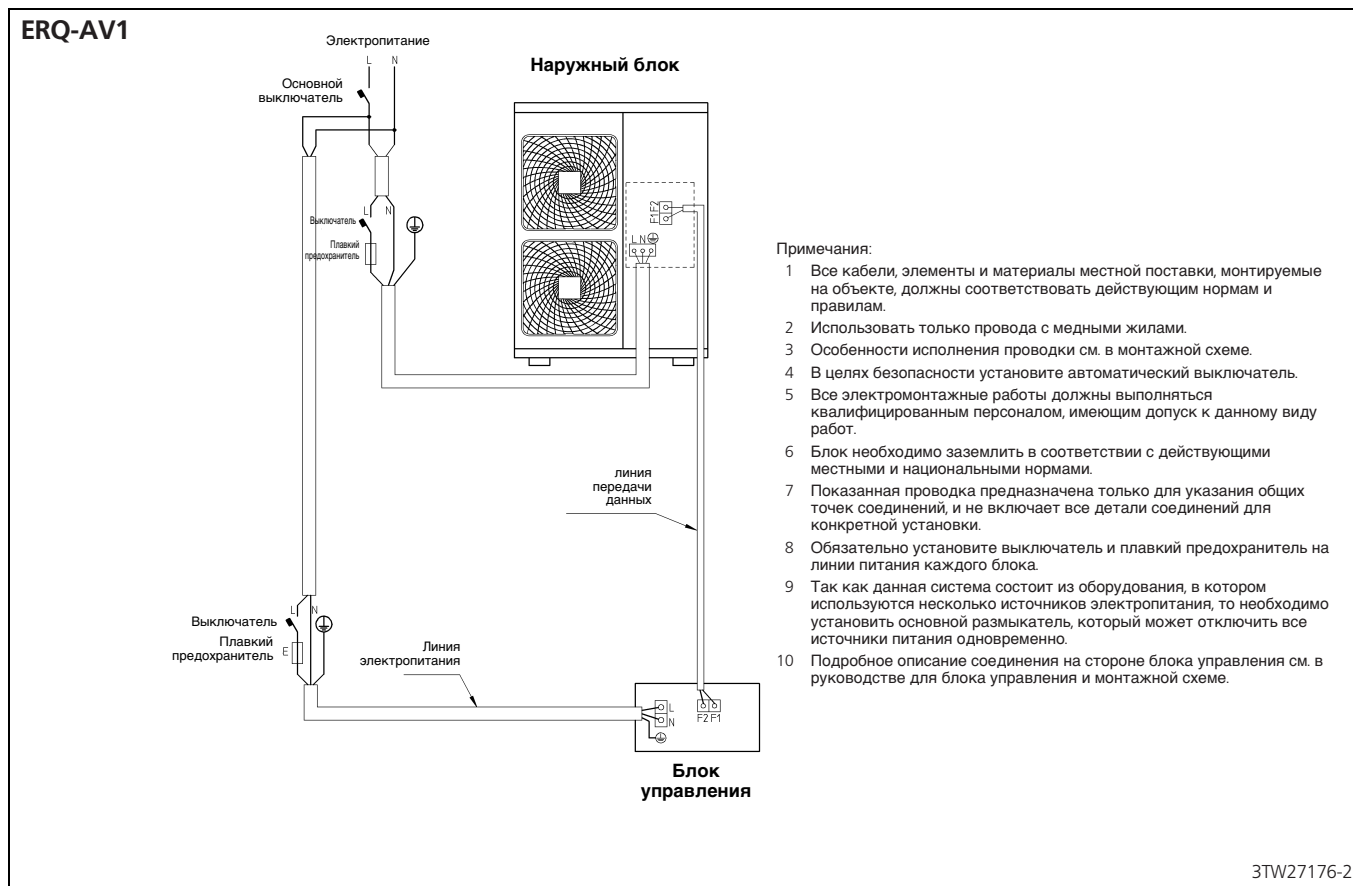 ERQ-AV1
Электропитание
L N
Наружный блок
Основной
выключатель
L N
Выключатель
Плавкий
предохранитель
F1 F2
L N
Примечания:
1 Все кабели, элементы и материалы местной поставки, монтируемые
на объекте, должны соответствовать действующим нормам и
правилам.
2 Использовать только провода с медными жилами.
3 Особенности исполнения проводки см. в монтажной схеме.
4 В целях безопасности установите автоматический выключатель.
5 Все электромонтажные работы должны выполняться
квалифицированным персоналом, имеющим допуск к данному виду
работ.
6 Блок необходимо заземлить в соответствии с действующими
местными и национальными нормами.
7 Показанная проводка предназначена только для указания общих
точек соединений, и не включает все детали соединений для
конкретной установки.
8 Обязательно установите выключатель и плавкий предохранитель на
линии питания каждого блока.
9 Так как данная система состоит из оборудования, в котором
используются несколько источников электропитания, то необходимо
установить основной размыкатель, который может отключить все
источники питания одновременно.
10 Подробное описание соединения на стороне блока управления см. в
руководстве для блока управления и монтажной схеме.
линия
передачи
данных
L N
Выключатель
Плавкий
предохранитель
E
Линия
электропитания
L
N
F2 F1
Блок
управления
3TW27176-2